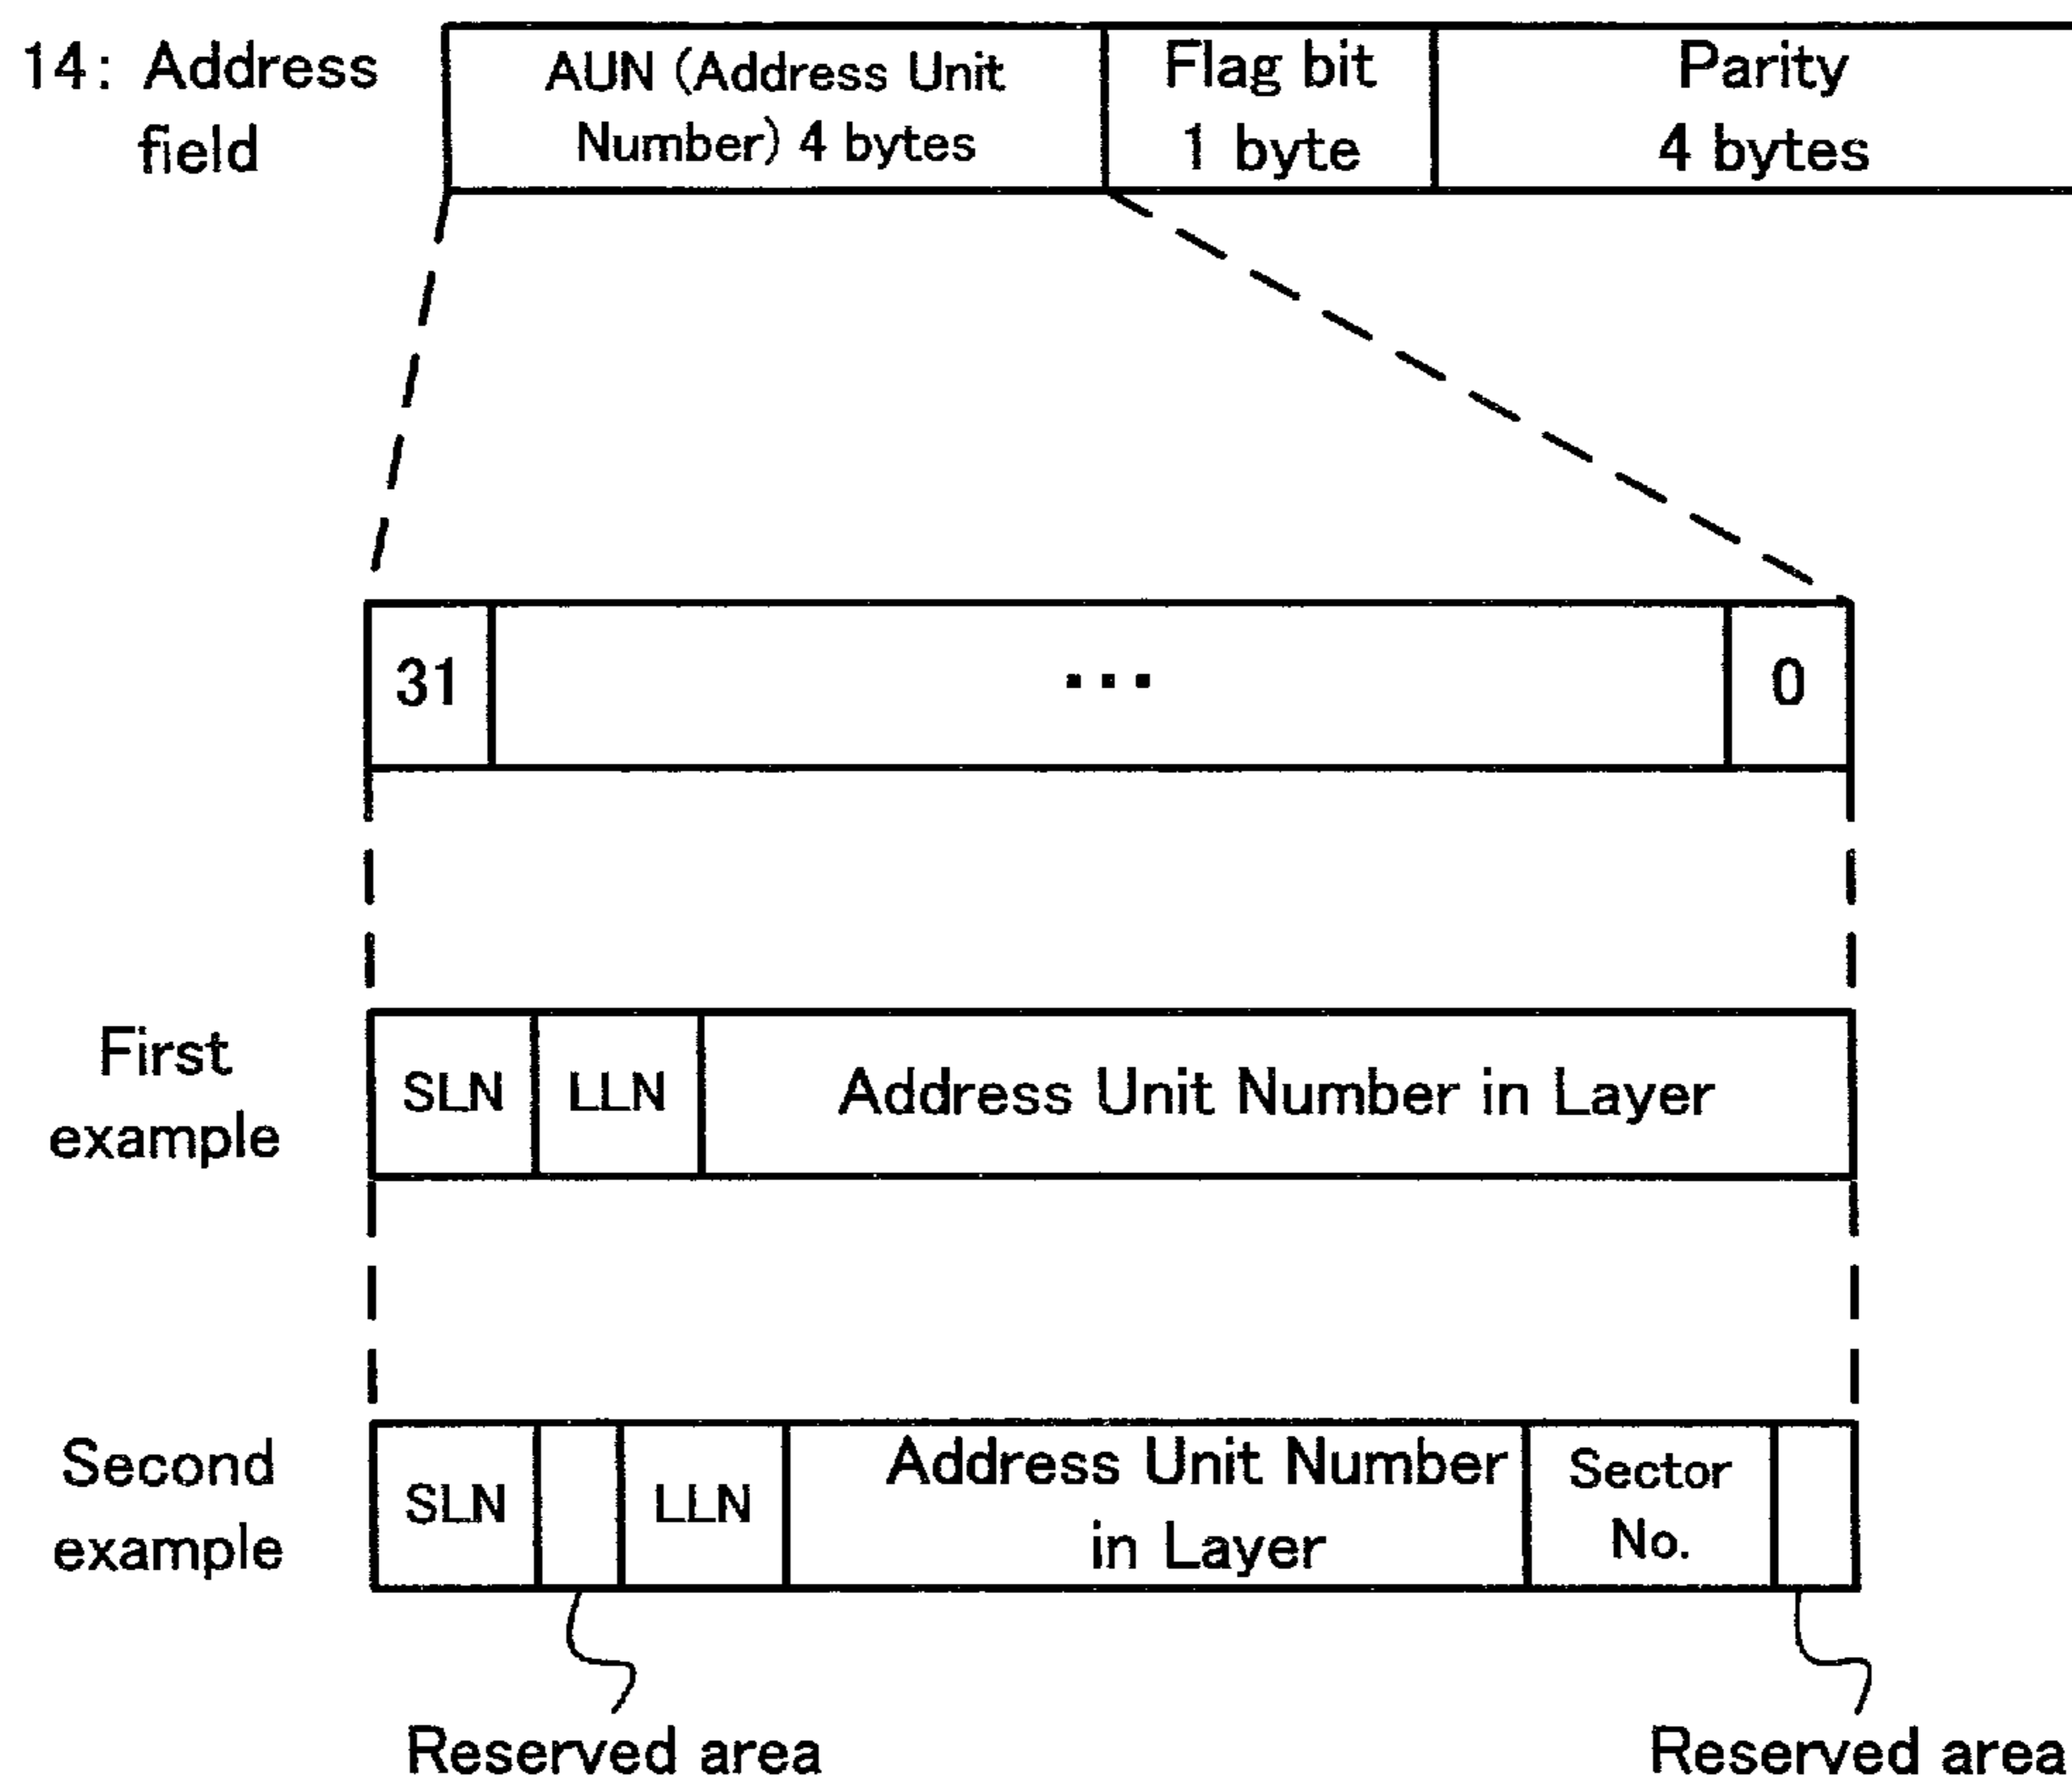 14: Address
field
AUN (Address Unit
Number) 4 bytes
Flag bit
1 byte
Parity
4 bytes
31
...
0
First
example
SLN
LLN
Address Unit Number in Layer
Second
example
SLN
LLN
Address Unit Number
in Layer
Sector
No.
Reserved area
Reserved area